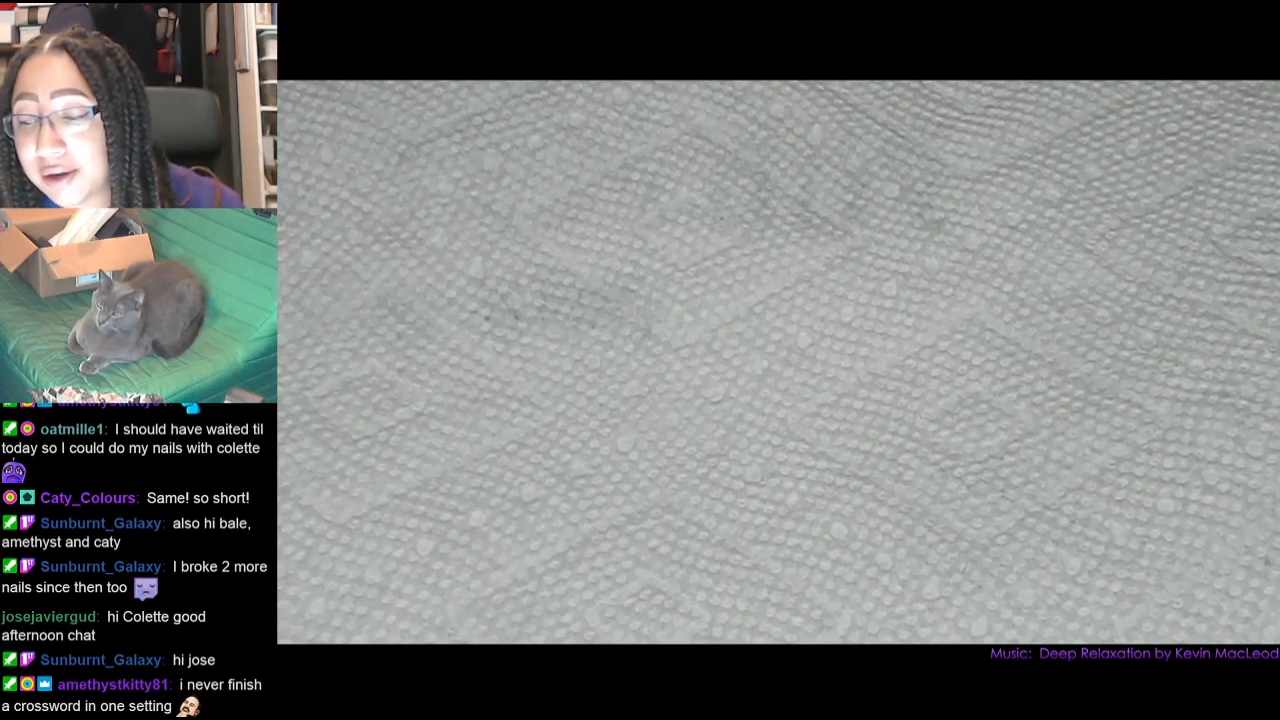 oatmille1: I should have waited til
today so I could do my nails with colette
Caty_Colours: Same! so short!
Sunburnt_Galaxy: also hi bale,
amethyst and caty
Sunburnt_Galaxy: I broke 2 more
nails since then too
josejaviergud: hi Colette good
afternoon chat
Sunburnt_Galaxy: hi jose
amethystkitty81: i never finish
a crossword in one setting
Music: Deep Relaxation by Kevin MacLeod